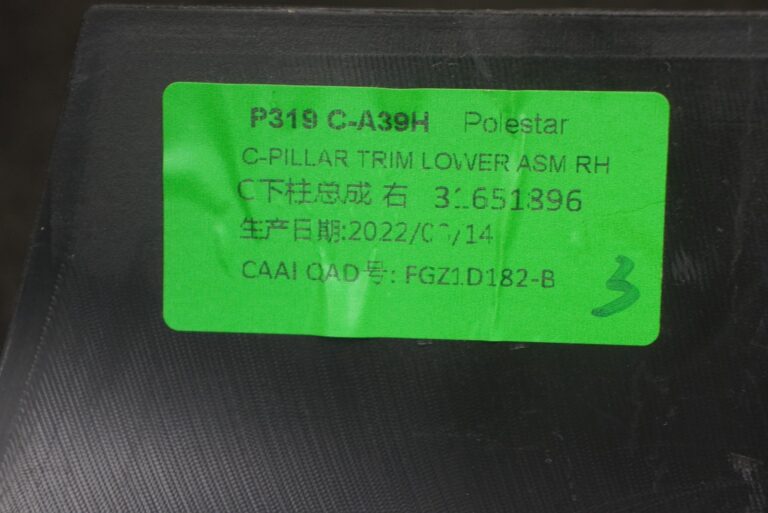 P319 C-A39H Polestar
C-PILLAR TRIM LOWER ASM RH
C下柱总成 右 31651896
生产日期:
CAAI QAD号: FGZ1D182-B
3